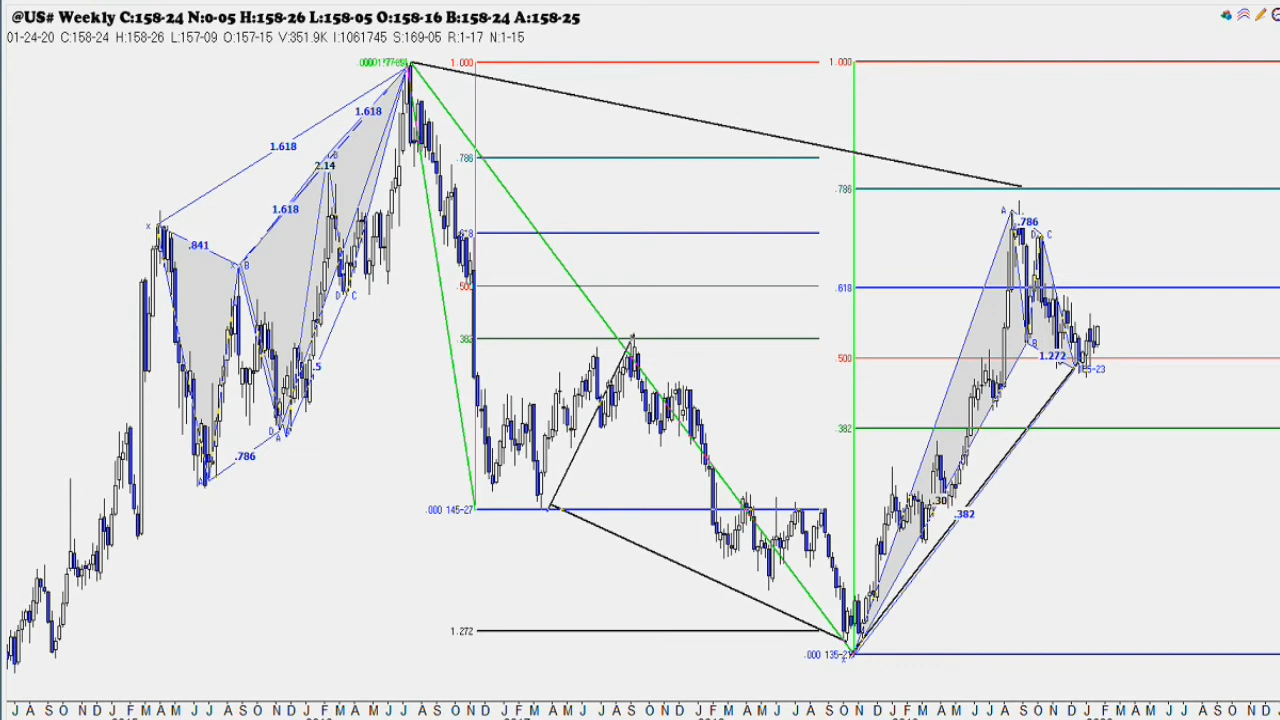 @US# Weekly C:158-24 N:0-05 H:158-26 L:158-05 O:158-16 B:158-24 A:158-25
01-24-20 C:158-24 H:158-26 L:157-09 O:157-15 V:351.9K I:1061745 S:169-05 R:1-17 N:1-15
1.000
1.000
1.618
1.618
.786
2.14
.786
1.618
x
A
.786
C
.841
X
B
.618
D
C
.618
.500
.382
B
1.272
.500
.5
.382
D
A
.786
A
.30
.382
.000 145-27
1.272
.000
x
J A S O N D J F M A M J J A S O N D J F M A M J J A S O N D J F M A M J J A S O N D J F M A M J J A S O N D J F M A M J J A S O N D J F M A M J J A S O N D